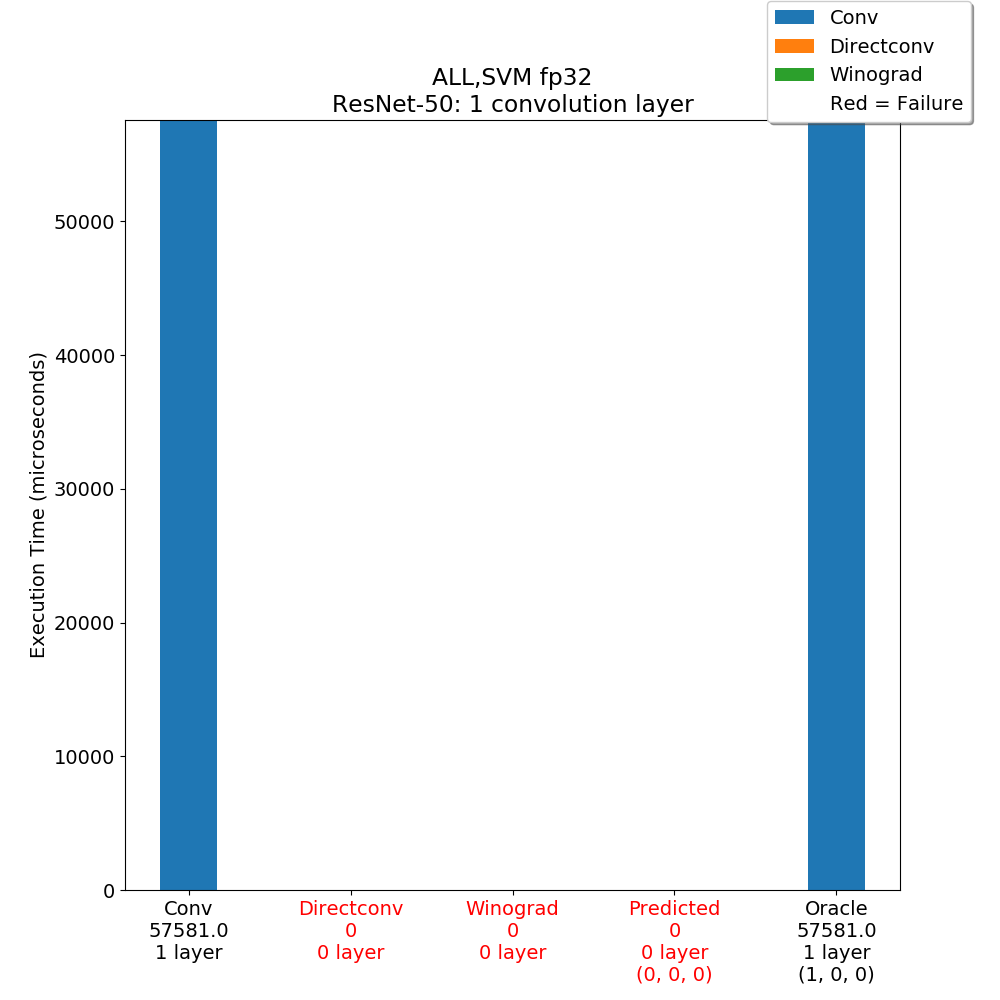 Conv
Directconv
Winograd
Red = Failure
ALL,SVM fp32
ResNet-50: 1 convolution layer
Execution Time (microseconds)
50000
40000
30000
20000
10000
0
Conv
57581.0
1 layer
Directconv
0
0 layer
Winograd
0
0 layer
Predicted
0
0 layer
(0, 0, 0)
Oracle
57581.0
1 layer
(1, 0, 0)